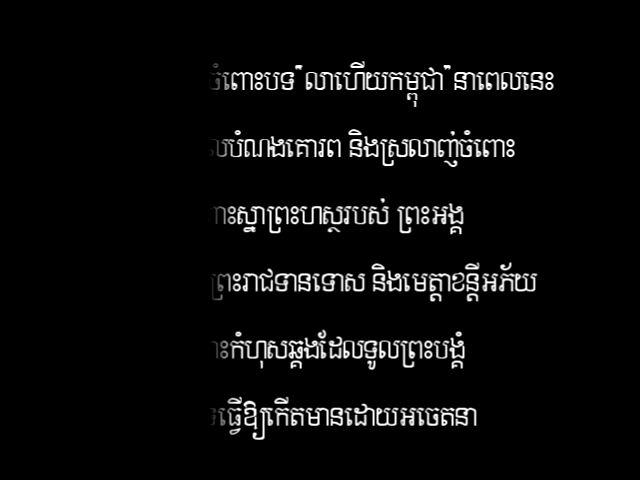 ចំពោះបទ"លាហើយកម្ពុជា"នាពេលនេះ
បំណងគោរព និងស្រលាញ់ចំពោះ
ស្នាព្រះហស្ថរបស់ ព្រះអង្គ
ព្រះរាជទានទោស និងមេត្តាខន្តីអភ័យ
កំហុសឆ្គងដែលទូលព្រះបង្គំ
ធ្វើឱ្យកើតមានដោយអចេតនា